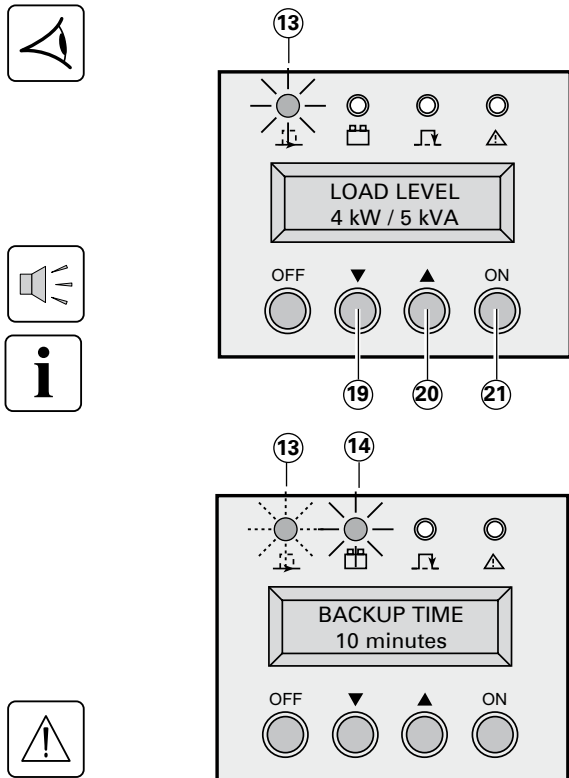 13
LOAD LEVEL
4 kW / 5 kVA
OFF ▼ ▲ ON
i
19 20 21
13 14
BACKUP TIME
10 minutes
OFF ▼ ▲ ON